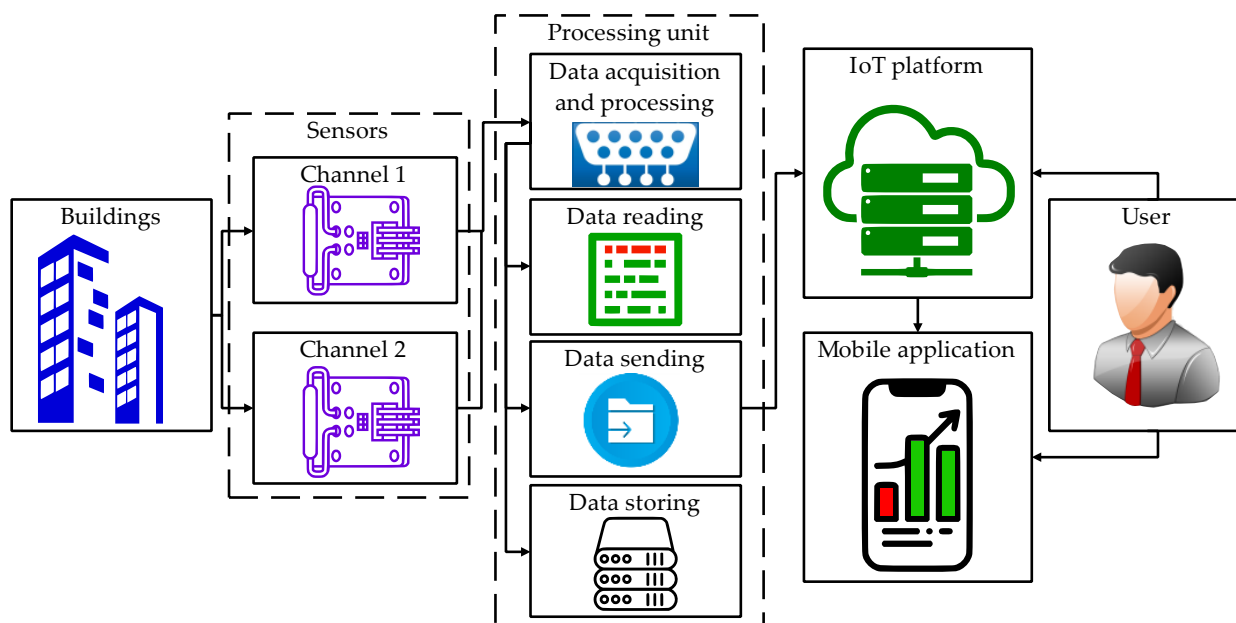 Buildings
Sensors
Channel 1
Channel 2
Processing unit
Data acquisition
and processing
Data reading
Data sending
Data storing
IoT platform
Mobile application
User